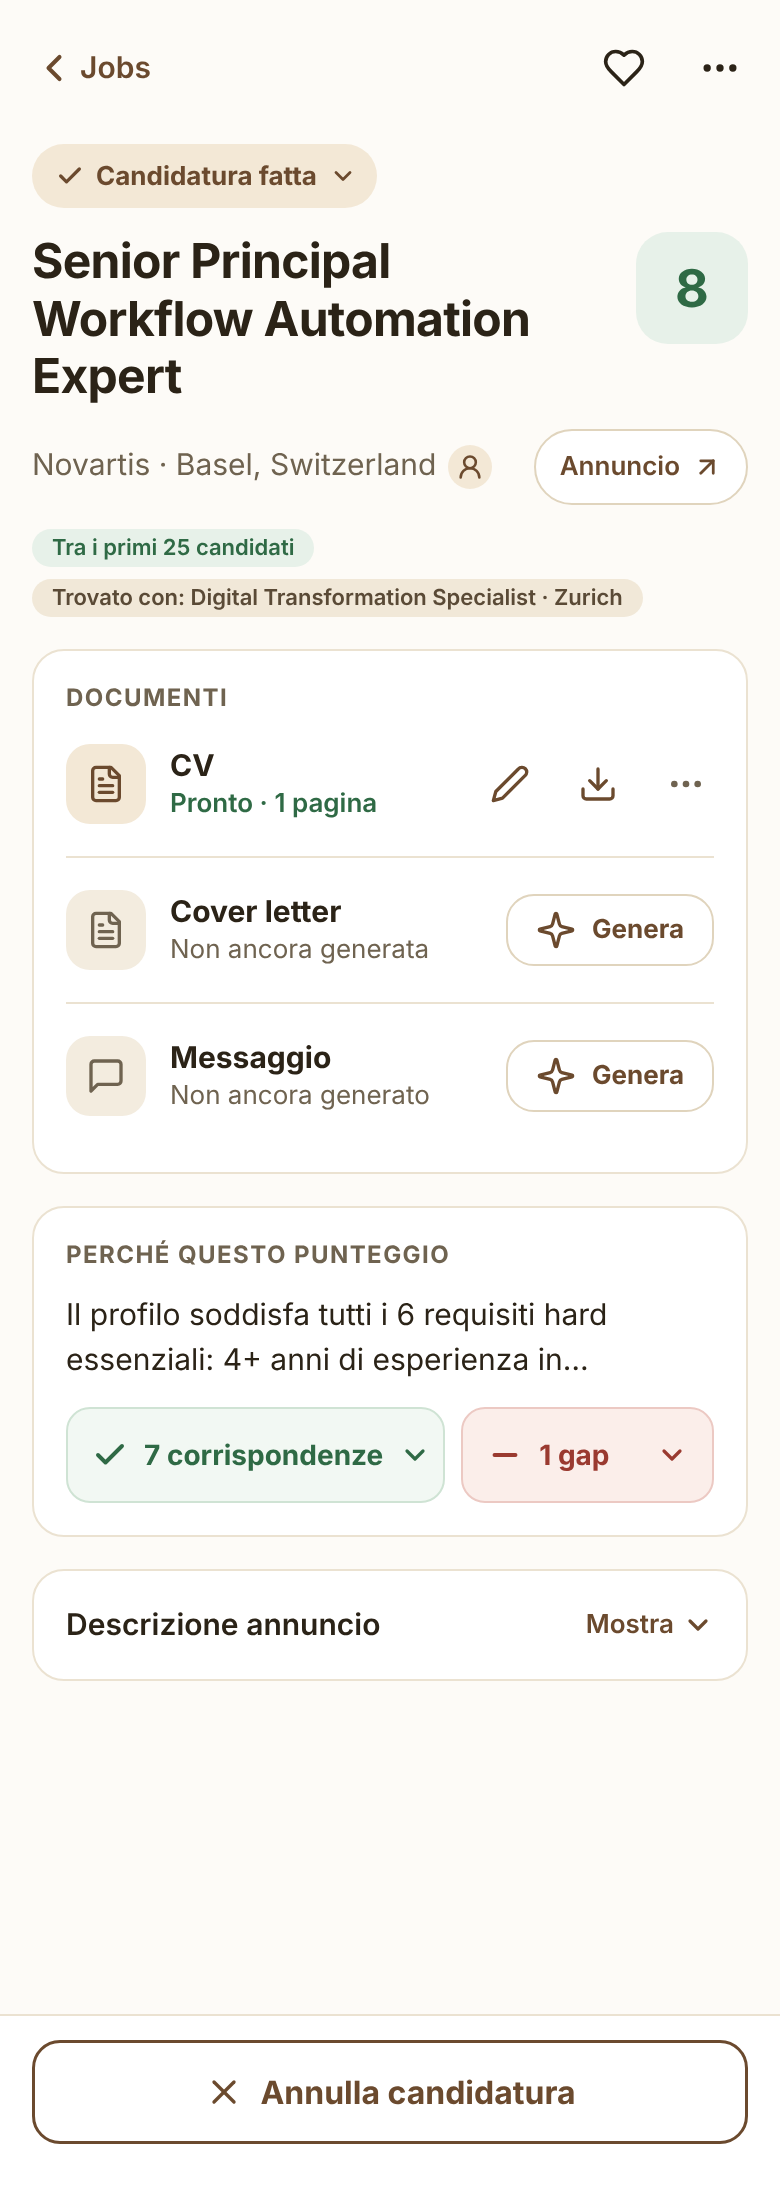 Jobs
Candidatura fatta
Senior Principal
Workflow Automation
Expert
8
Novartis · Basel, Switzerland
Annuncio
Tra i primi 25 candidati
Trovato con: Digital Transformation Specialist · Zurich
DOCUMENTI
CV
Pronto · 1 pagina
Cover letter
Non ancora generata
Genera
Messaggio
Non ancora generato
Genera
PERCHÉ QUESTO PUNTEGGIO
Il profilo soddisfa tutti i 6 requisiti hard
essenziali: 4+ anni di esperienza in...
7 corrispondenze
1 gap
Descrizione annuncio
Mostra
Annulla candidatura